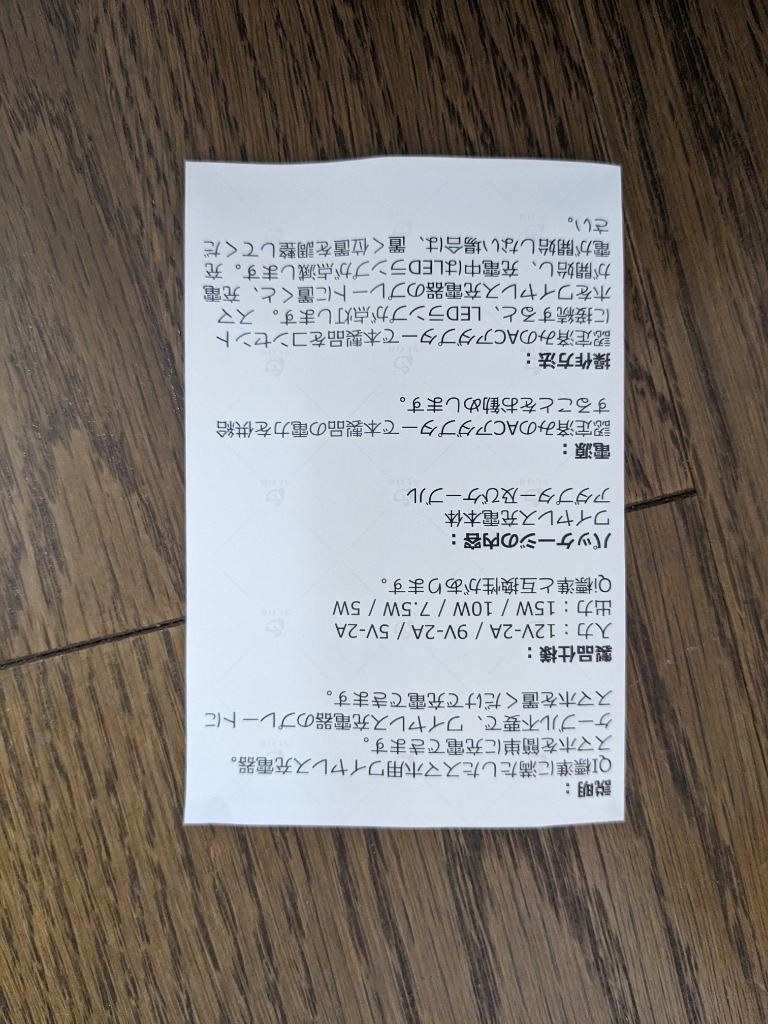 説明：
QI標準に満たしたスマホ用ワイヤレス充電器。
スマホを簡単に充電できます。
ケーブル不要で、ワイヤレス充電器のプレートに
スマホを置くだけで充電できます。
製品仕様：
入力：12V-2A / 9V-2A / 5V-2A
出力：15W / 10W / 7.5W / 5W
Qi標準と互換性があります。
パッケージの内容：
ワイヤレス充電本体
アダプター及びケーブル
電源：
認定済みのACアダプターで本製品の電力を供給
することをお勧めします。
操作方法：
認定済みのACアダプターで本製品をコンセント
に接続すると、LEDランプが点灯します。スマ
ホをワイヤレス充電器のプレートに置くと、充電
が開始し、充電中はLEDランプが点滅します。充
電が開始しない場合は、置く位置を調整してくだ
さい。